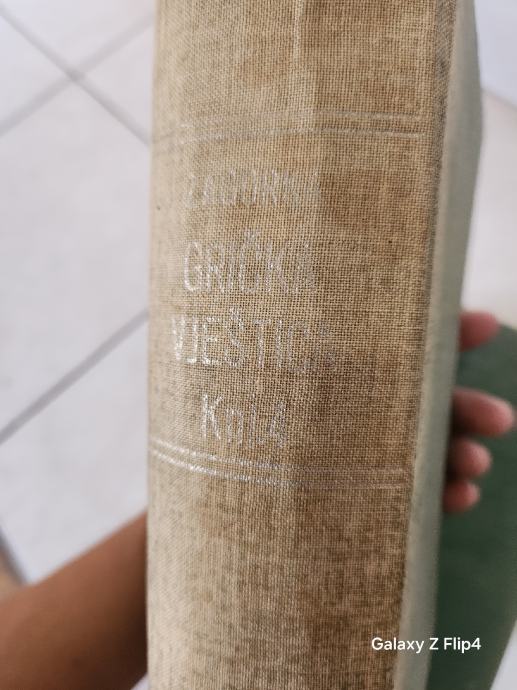 ZAGORKA
GRIČKA
VJEŠTICA
Knj.4
Galaxy Z Flip4